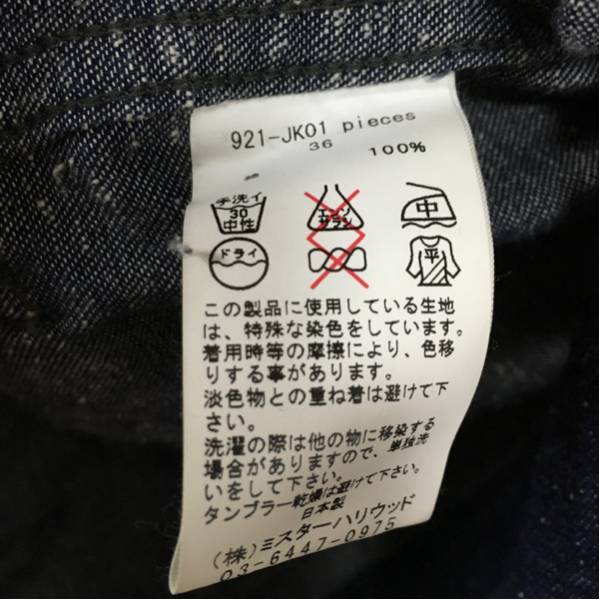 921-JK01 pieces
36 100%
手洗イ
30
中性
エンソ
サラシ
中
ドライ
平
この製品に使用している生地
は、特殊な染色をしています。
着用時等の摩擦により、色移
りする事があります。
淡色物との重ね着は避けて下
さい。
洗濯の際は他の物に移染する
場合がありますので、単独洗
いをして下さい。
タンブラー乾燥は避けて下さい。
日本製
(株)ミスターハリウッド
03-6447-0975